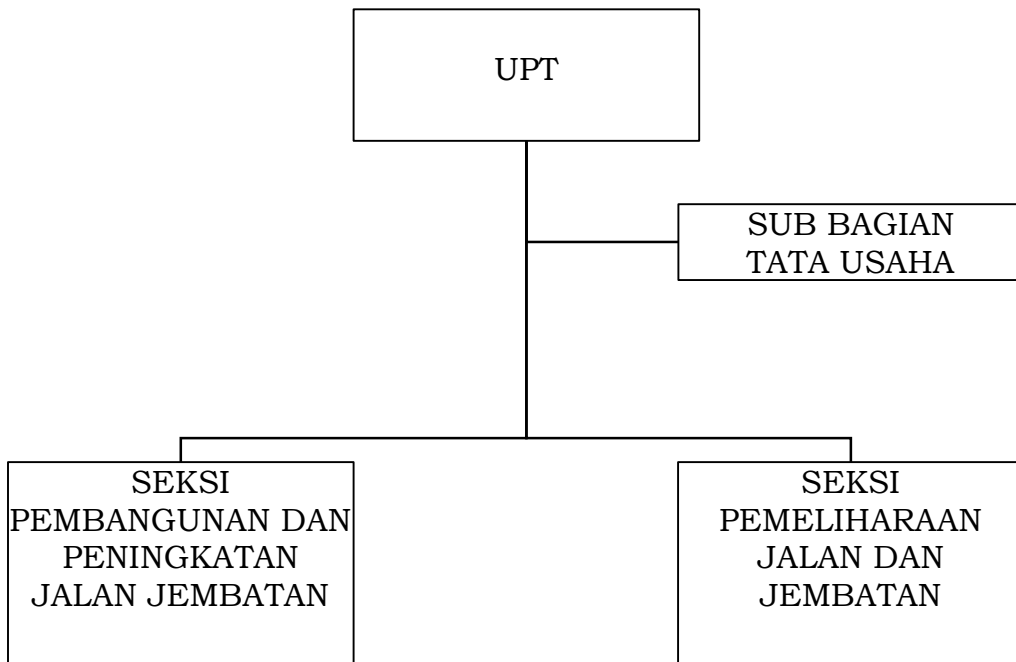 UPT
SUB BAGIAN
TATA USAHA
SEKSI
PEMBANGUNAN DAN
PENINGKATAN
JALAN JEMBATAN
SEKSI
PEMELIHARAAN
JALAN DAN
JEMBATAN